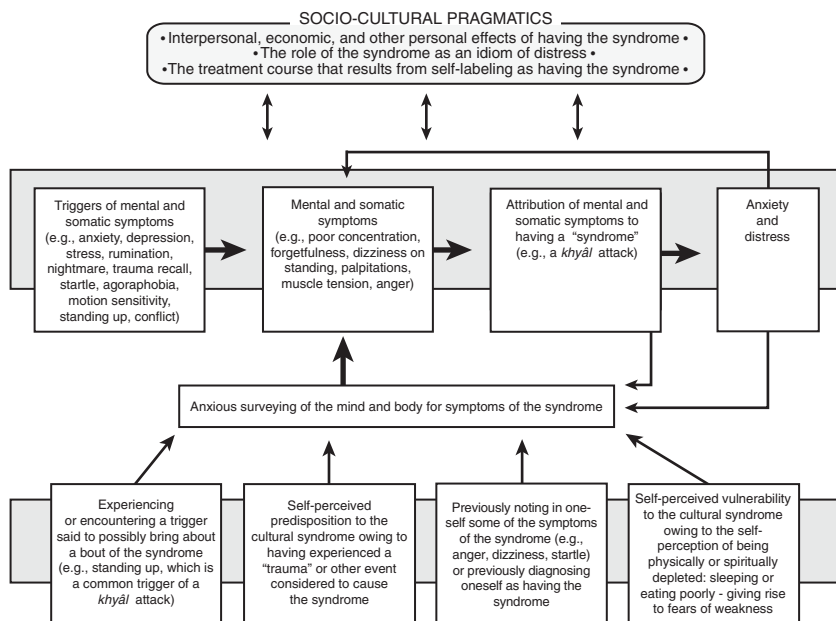 SOCIO-CULTURAL PRAGMATICS
• Interpersonal, economic, and other personal effects of having the syndrome •
• The role of the syndrome as an idiom of distress •
• The treatment course that results from self-labeling as having the syndrome •
Triggers of mental and
somatic symptoms
(e.g., anxiety, depression,
stress, rumination,
nightmare, trauma recall,
startle, agoraphobia,
motion sensitivity,
standing up, conflict)
Mental and somatic
symptoms
(e.g., poor concentration,
forgetfulness, dizziness on
standing, palpitations,
muscle tension, anger)
Attribution of mental and
somatic symptoms to
having a "syndrome"
(e.g., a khyâl attack)
Anxiety
and
distress
Anxious surveying of the mind and body for symptoms of the syndrome
Experiencing
or encountering a trigger
said to possibly bring about
a bout of the syndrome
(e.g., standing up, which is
a common trigger of a
khyâl attack)
Self-perceived
predisposition to the
cultural syndrome owing to
having experienced a
"trauma" or other event
considered to cause
the syndrome
Previously noting in one-
self some of the symptoms
of the syndrome (e.g.,
anger, dizziness, startle)
or previously diagnosing
oneself as having the
syndrome
Self-perceived vulnerability
to the cultural syndrome
owing to the self-
perception of being
physically or spiritually
depleted: sleeping or
eating poorly - giving rise
to fears of weakness